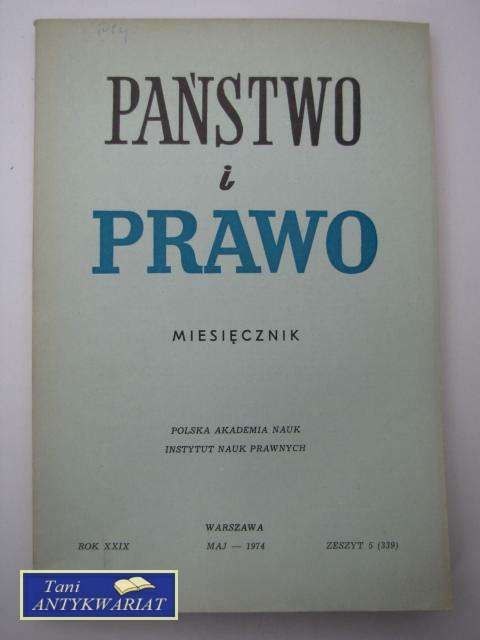 PAŃSTWO
i
PRAWO
MIESIĘCZNIK
POLSKA AKADEMIA NAUK
INSTYTUT NAUK PRAWNYCH
WARSZAWA
ROK XXIX MAJ — 1974 ZESZYT 5 (339)
Tani
ANTYKWARIAT